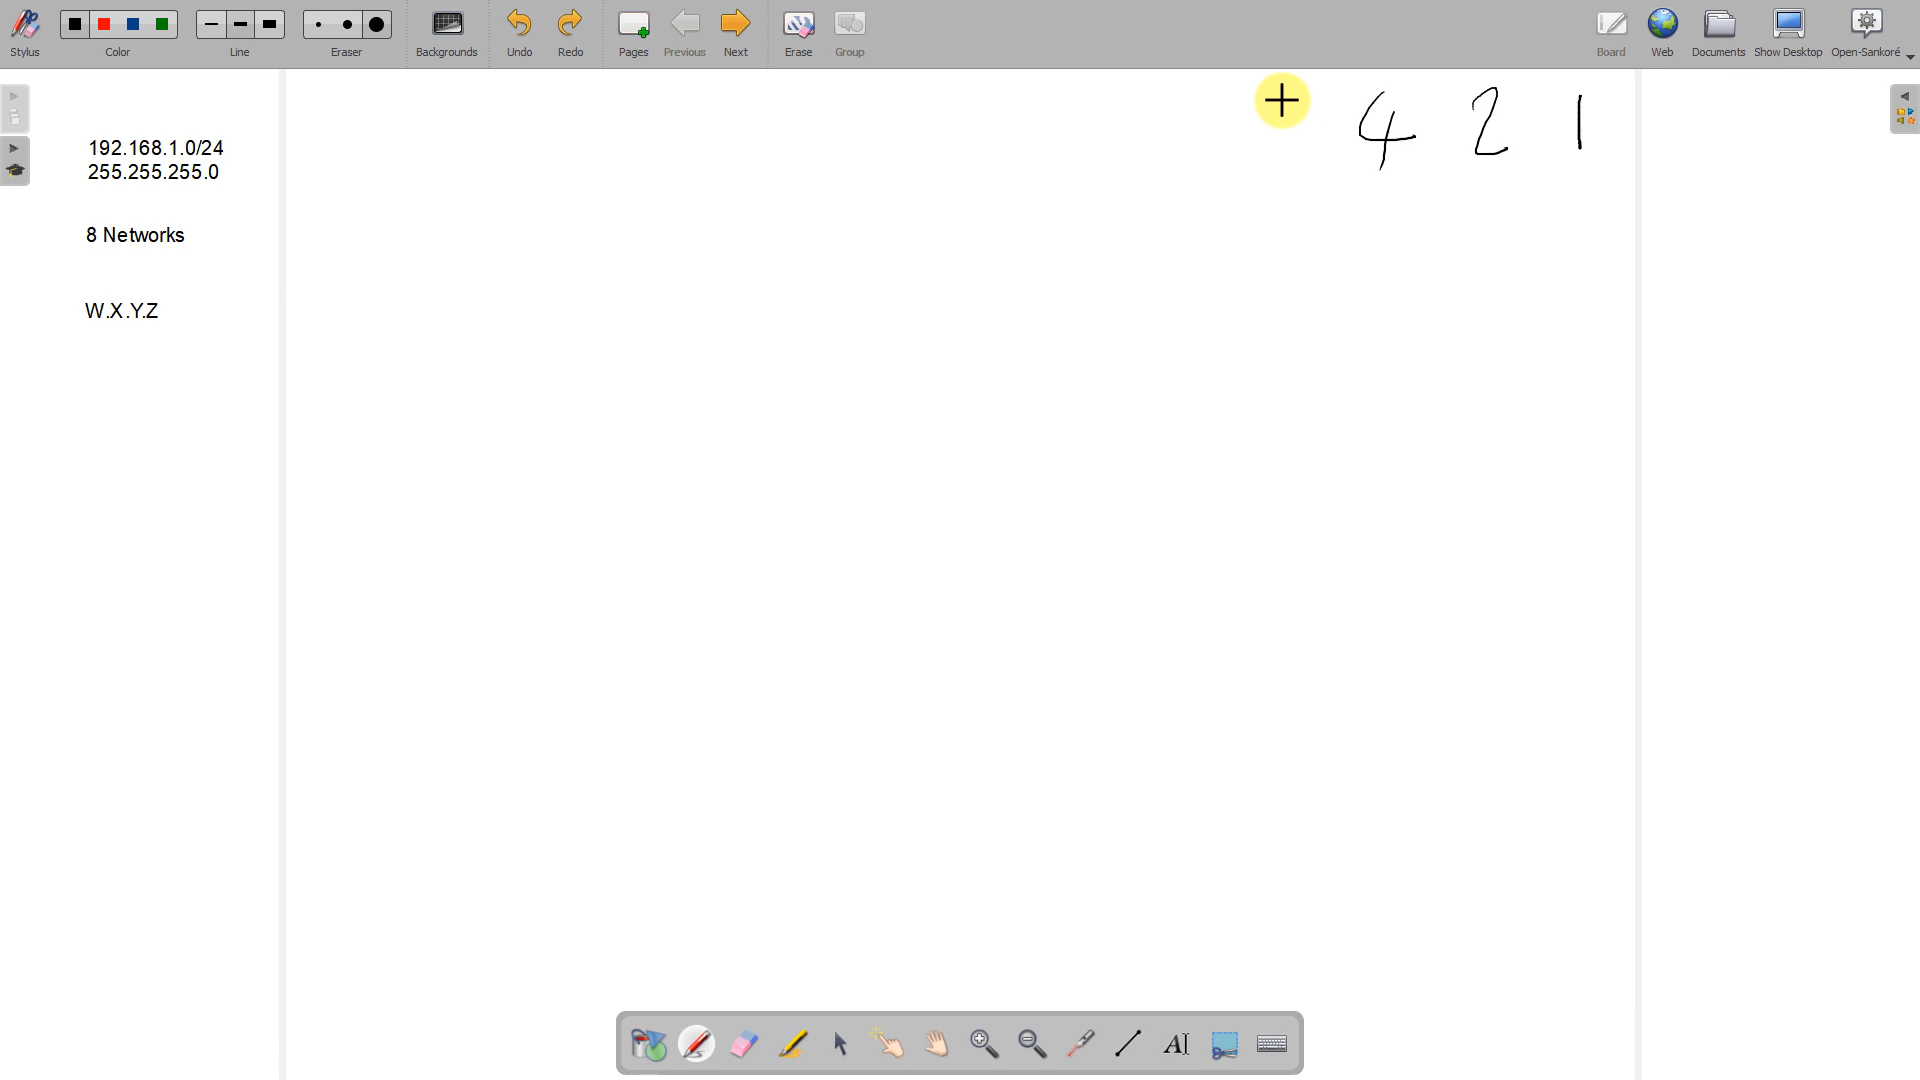 Stylus Color Line Eraser Backgrounds Undo Redo Pages Previous Next Erase Group Board Web Documents Show Desktop Open-Sankoré
4 2 1
192.168.1.0/24
255.255.255.0
8 Networks
W.X.Y.Z
AI